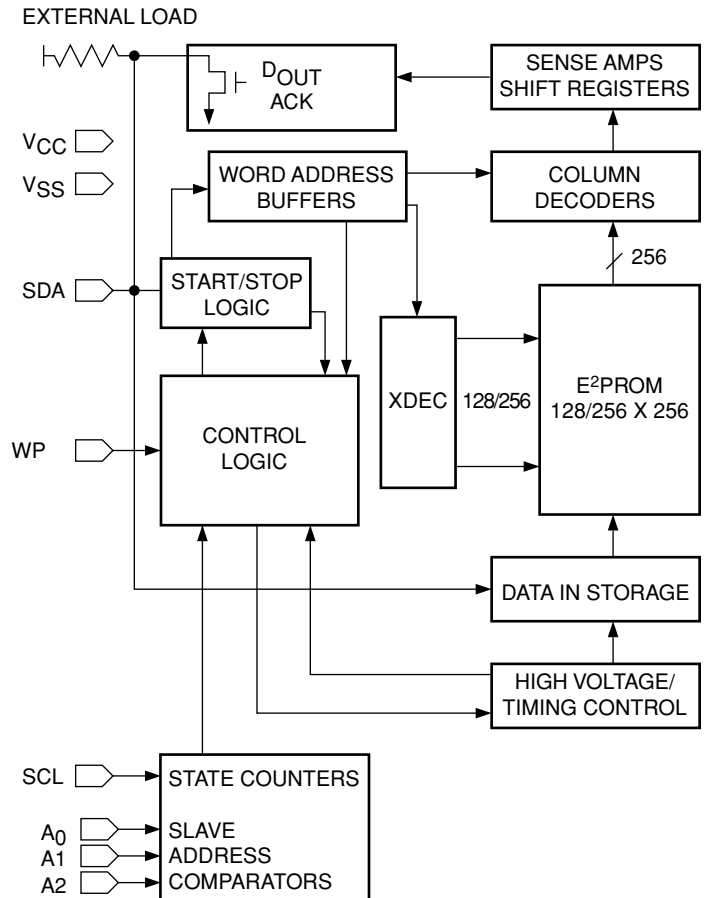 EXTERNAL LOAD
DOUT
ACK
SENSE AMPS
SHIFT REGISTERS
VCC
VSS
WORD ADDRESS
BUFFERS
COLUMN
DECODERS
256
SDA
START/STOP
LOGIC
XDEC
128/256
E²PROM
128/256 X 256
WP
CONTROL
LOGIC
DATA IN STORAGE
HIGH VOLTAGE/
TIMING CONTROL
SCL
STATE COUNTERS
A0
SLAVE
A1
ADDRESS
A2
COMPARATORS